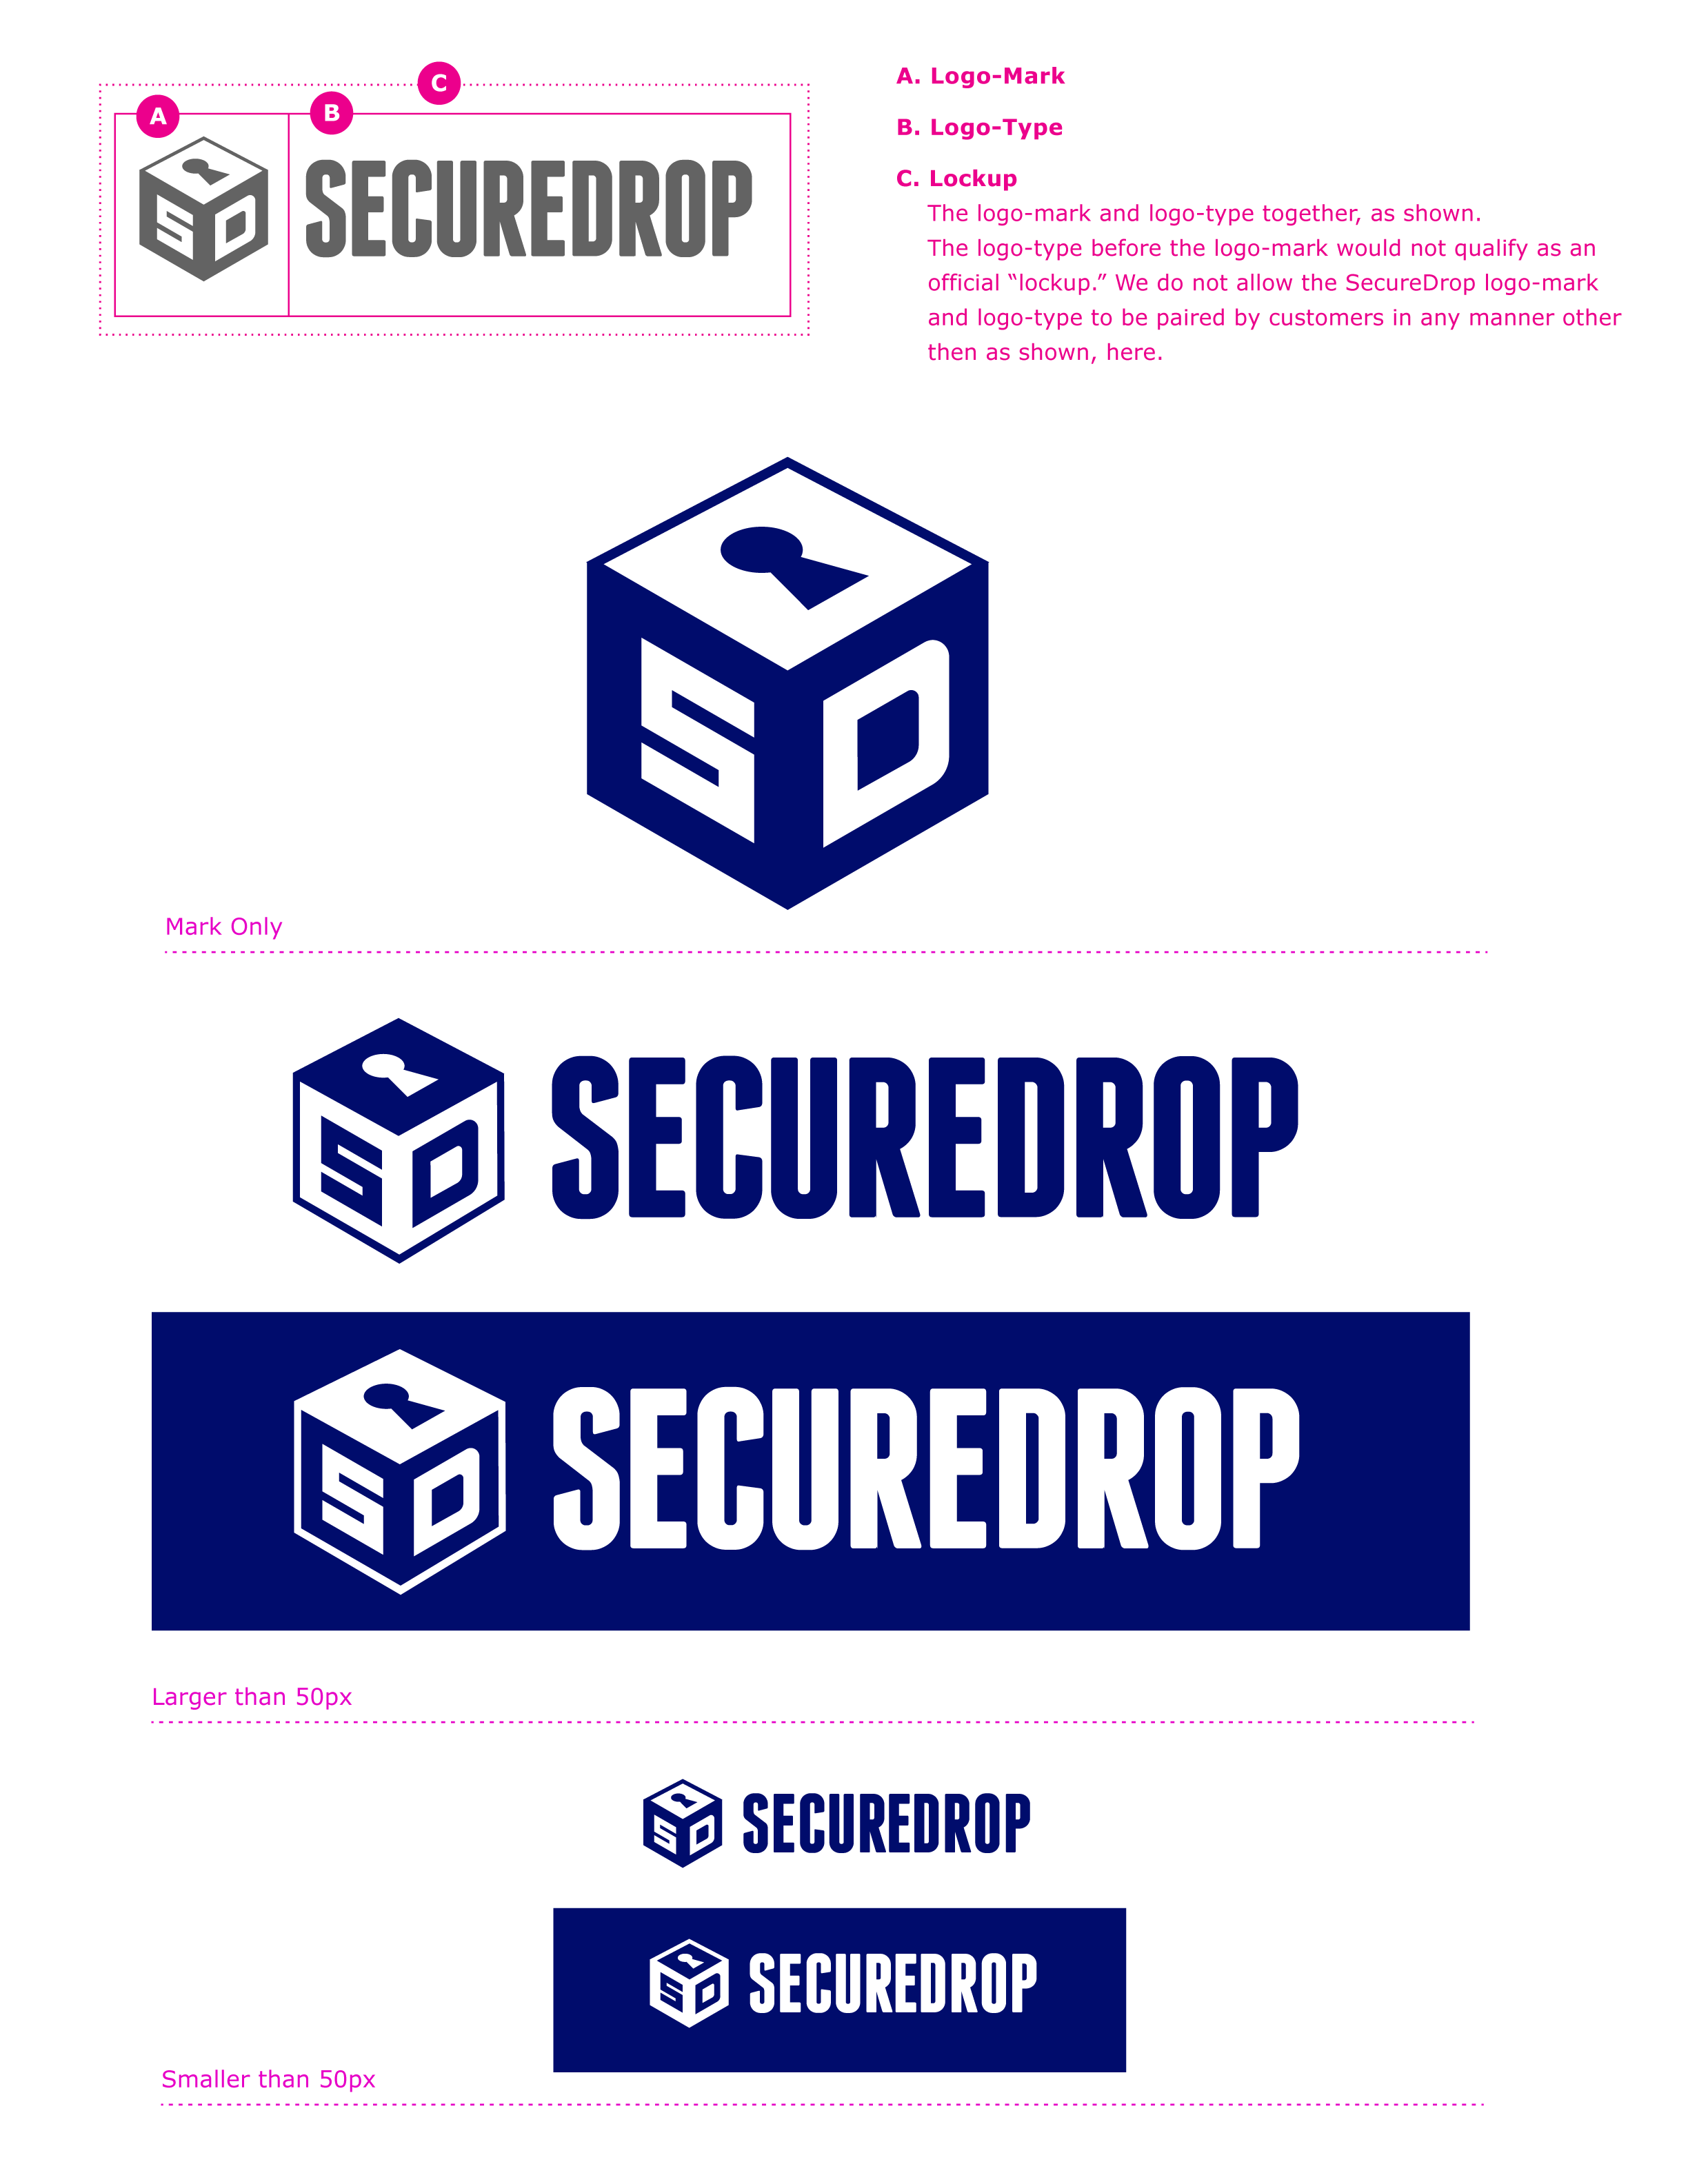 C
A
B
SECUREDROP
SD
A. Logo-Mark
B. Logo-Type
C. Lockup
The logo-mark and logo-type together, as shown.
The logo-type before the logo-mark would not qualify as an
official “lockup.” We do not allow the SecureDrop logo-mark
and logo-type to be paired by customers in any manner other
then as shown, here.
SD
Mark Only
SD SECUREDROP
SD SECUREDROP
Larger than 50px
SD SECUREDROP
SD SECUREDROP
Smaller than 50px